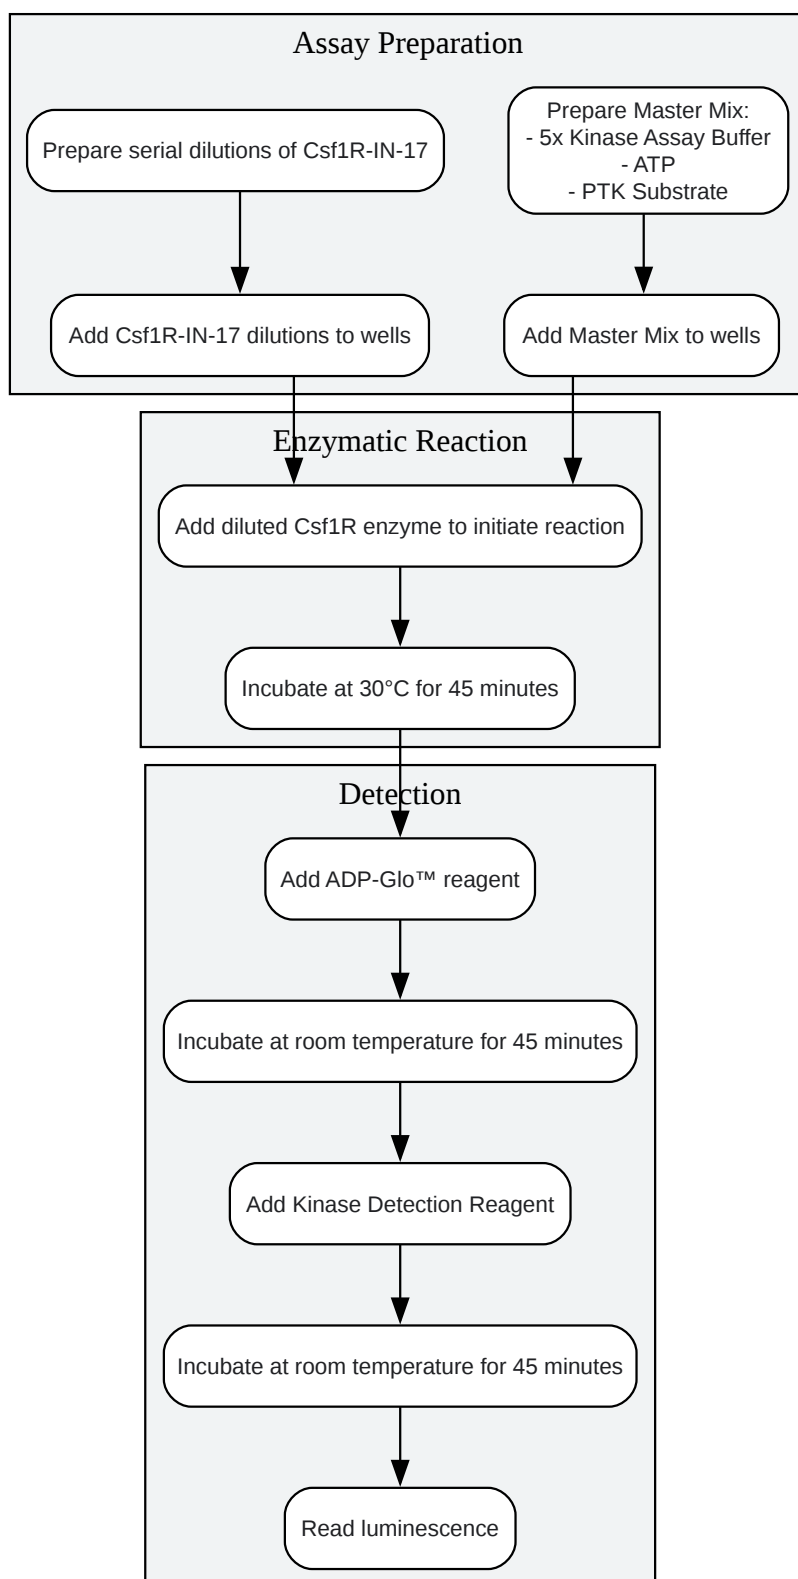 Assay Preparation
Prepare serial dilutions of Csf1R-IN-17
Prepare Master Mix:
- 5x Kinase Assay Buffer
- ATP
- PTK Substrate
Add Csf1R-IN-17 dilutions to wells
Add Master Mix to wells
Enzymatic Reaction
Add diluted Csf1R enzyme to initiate reaction
Incubate at 30°C for 45 minutes
Detection
Add ADP-Glo™ reagent
Incubate at room temperature for 45 minutes
Add Kinase Detection Reagent
Incubate at room temperature for 45 minutes
Read luminescence